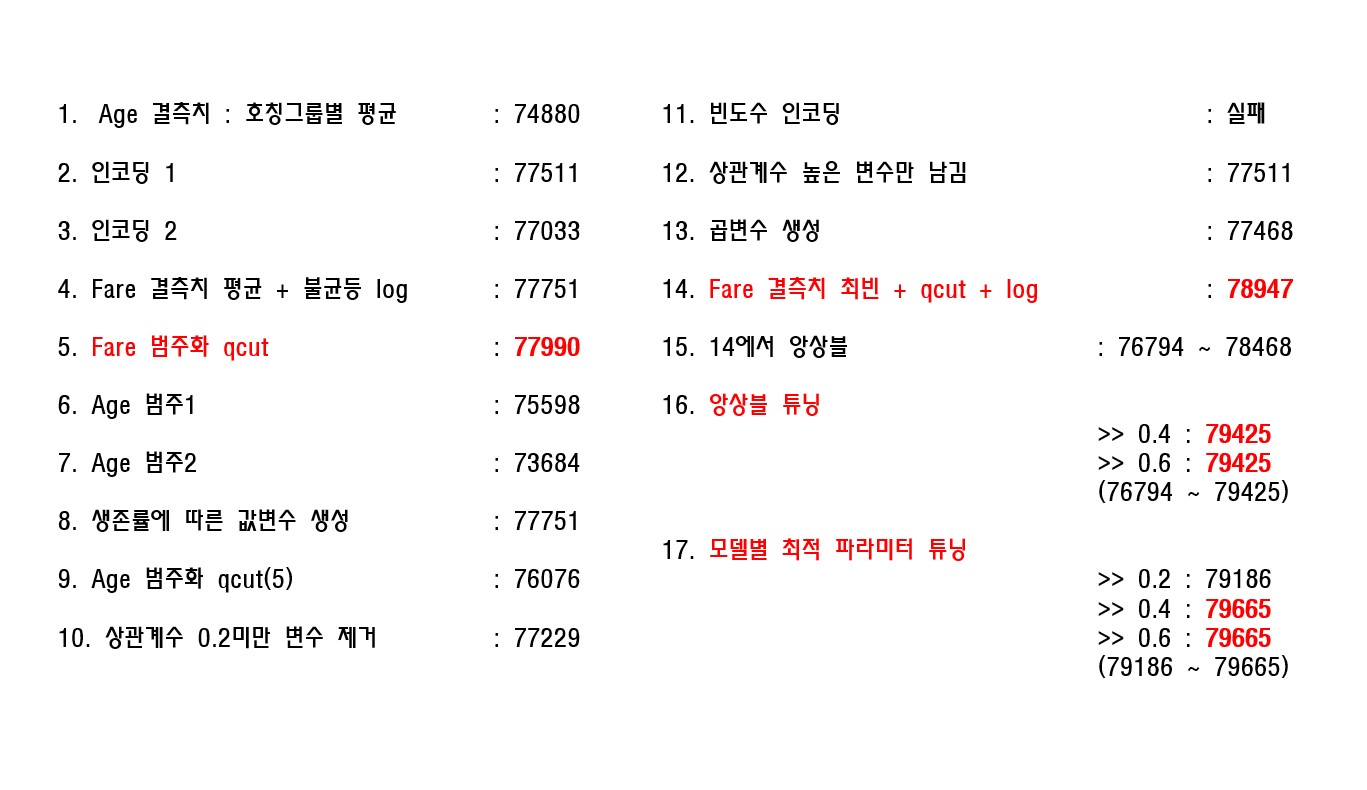 1. Age 결측치 : 호칭그룹별 평균 : 74880
2. 인코딩 1 : 77511
3. 인코딩 2 : 77033
4. Fare 결측치 평균 + 불균등 log : 77751
5. Fare 범주화 qcut : 77990
6. Age 범주1 : 75598
7. Age 범주2 : 73684
8. 생존률에 따른 값변수 생성 : 77751
9. Age 범주화 qcut(5) : 76076
10. 상관계수 0.2미만 변수 제거 : 77229
11. 빈도수 인코딩 : 실패
12. 상관계수 높은 변수만 남김 : 77511
13. 곱변수 생성 : 77468
14. Fare 결측치 최빈 + qcut + log : 78947
15. 14에서 앙상블 : 76794 ~ 78468
16. 앙상블 튜닝
>> 0.4 : 79425
>> 0.6 : 79425
(76794 ~ 79425)
17. 모델별 최적 파라미터 튜닝
>> 0.2 : 79186
>> 0.4 : 79665
>> 0.6 : 79665
(79186 ~ 79665)